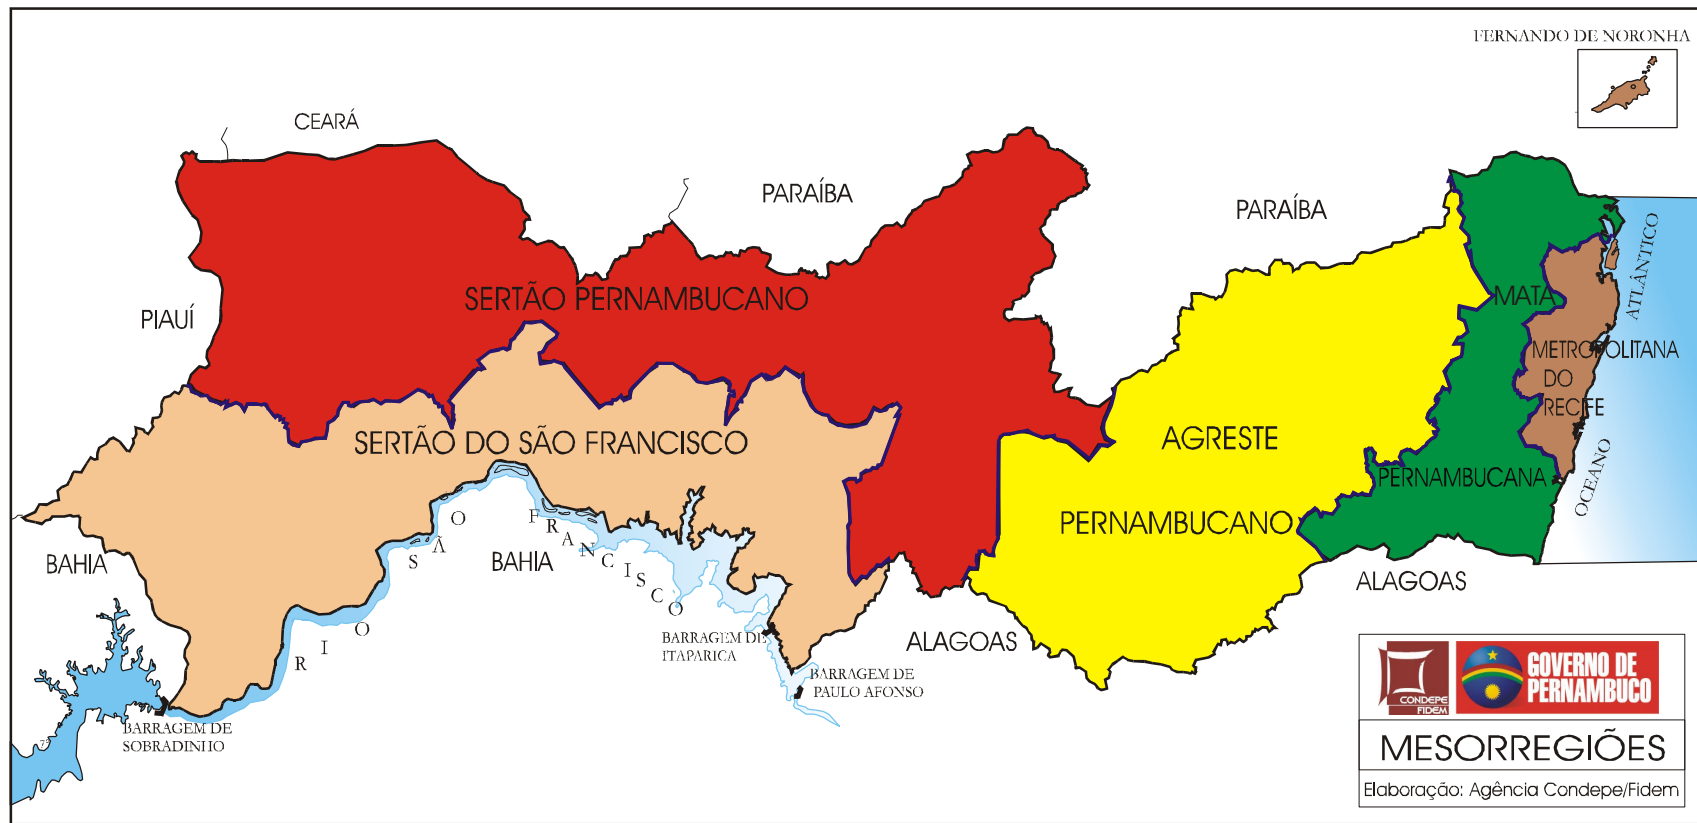 FERNANDO DE NORONHA
CEARÁ
PARAÍBA
PARAÍBA
ATLÂNTICO
SERTÃO PERNAMBUCANO
MATA
PIAUÍ
METROPOLITANA
DO
RECIFE
SERTÃO DO SÃO FRANCISCO
AGRESTE
PERNAMBUCANA
OCEANO
PERNAMBUCANO
RIO SÃO FRANCISCO
BAHIA
BAHIA
ALAGOAS
ALAGOAS
BARRAGEM DE
ITAPARICA
BARRAGEM DE
PAULO AFONSO
BARRAGEM DE
SOBRADINHO
CONDEPE
FIDEM
GOVERNO DE
PERNAMBUCO
MESORREGIÕES
Elaboração: Agência Condepe/Fidem